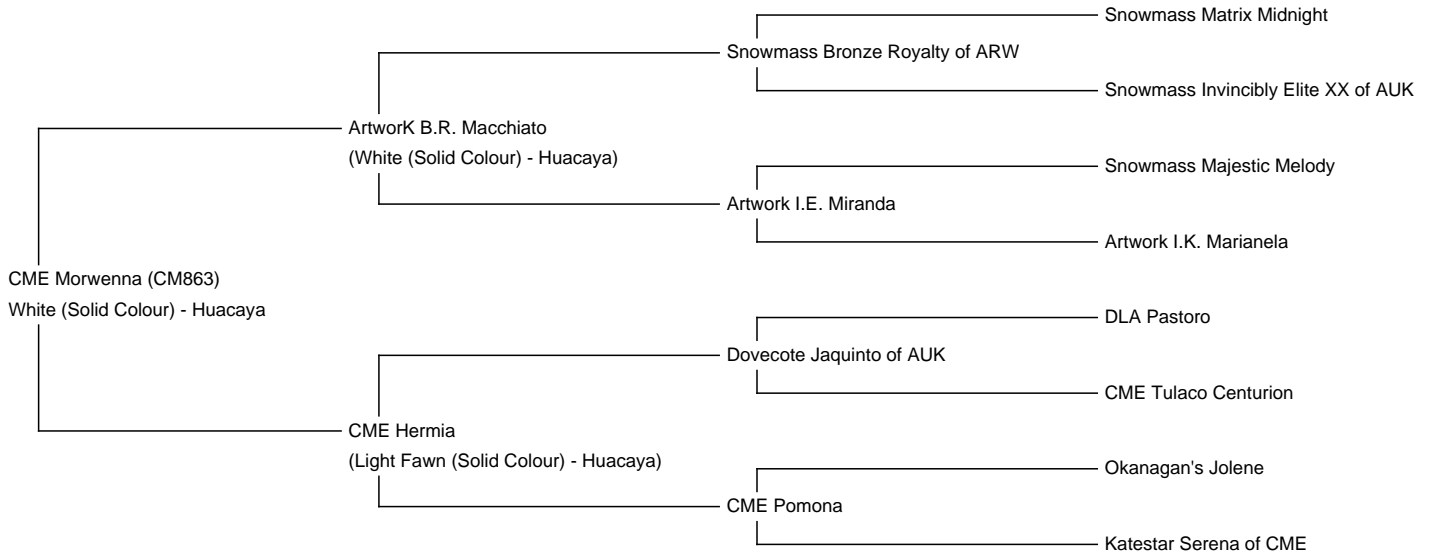 Snowmass Matrix Midnight
Snowmass Bronze Royalty of ARW
Snowmass Invincibly Elite XX of AUK
ArtworK B.R. Macchiato
(White (Solid Colour) - Huacaya)
Snowmass Majestic Melody
Artwork I.E. Miranda
Artwork I.K. Marianela
CME Morwenna (CM863)
White (Solid Colour) - Huacaya
DLA Pastoro
Dovecote Jaquinto of AUK
CME Tulaco Centurion
CME Hermia
(Light Fawn (Solid Colour) - Huacaya)
Okanagan's Jolene
CME Pomona
Katestar Serena of CME